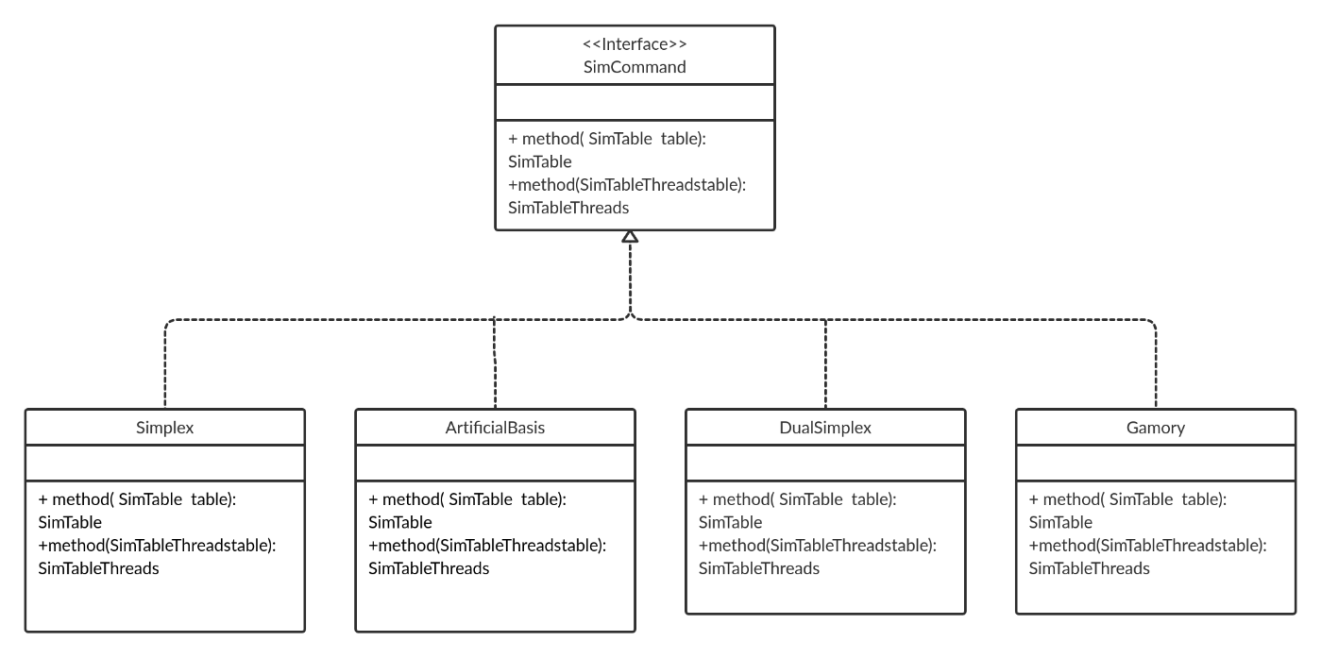 <<Interface>>
SimCommand
+ method( SimTable table):
SimTable
+method(SimTableThreadstable):
SimTableThreads
Simplex
+ method( SimTable table):
SimTable
+method(SimTableThreadstable):
SimTableThreads
ArtificialBasis
+ method( SimTable table):
SimTable
+method(SimTableThreadstable):
SimTableThreads
DualSimplex
+ method( SimTable table):
SimTable
+method(SimTableThreadstable):
SimTableThreads
Gamory
+ method( SimTable table):
SimTable
+method(SimTableThreadstable):
SimTableThreads